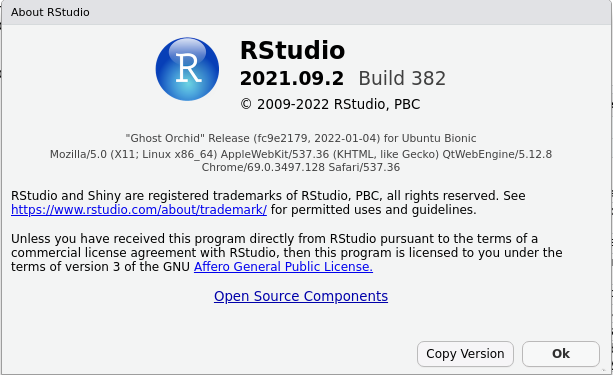 About RStudio
R
RStudio
2021.09.2 Build 382
© 2009-2022 RStudio, PBC
"Ghost Orchid" Release (fc9e2179, 2022-01-04) for Ubuntu Bionic
Mozilla/5.0 (X11; Linux x86_64) AppleWebKit/537.36 (KHTML, like Gecko) QtWebEngine/5.12.8
Chrome/69.0.3497.128 Safari/537.36
RStudio and Shiny are registered trademarks of RStudio, PBC, all rights reserved. See
https://www.rstudio.com/about/trademark/ for permitted uses and guidelines.
Unless you have received this program directly from RStudio pursuant to the terms of a
commercial license agreement with RStudio, then this program is licensed to you under the
terms of version 3 of the GNU Affero General Public License.
Open Source Components
Copy Version Ok